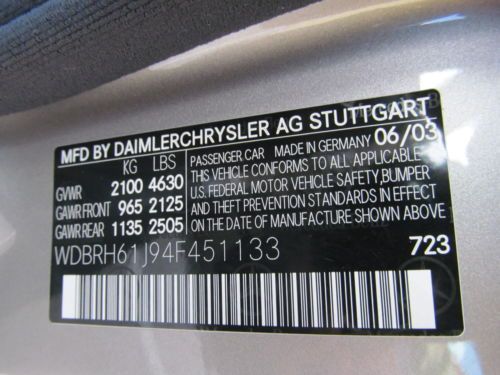 MFD BY DAIMLERCHRYSLER AG STUTTGART
KG LBS PASSENGER CAR MADE IN GERMANY 06/03
GVWR 2100 4630 THIS VEHICLE CONFORMS TO ALL APPLICABLE
GAWR FRONT 965 2125 U.S. FEDERAL MOTOR VEHICLE SAFETY, BUMPER
GAWR REAR 1135 2505 AND THEFT PREVENTION STANDARDS IN EFFECT
ON THE DATE OF MANUFACTURE SHOWN ABOVE.
WDBRH61J94F451133 723